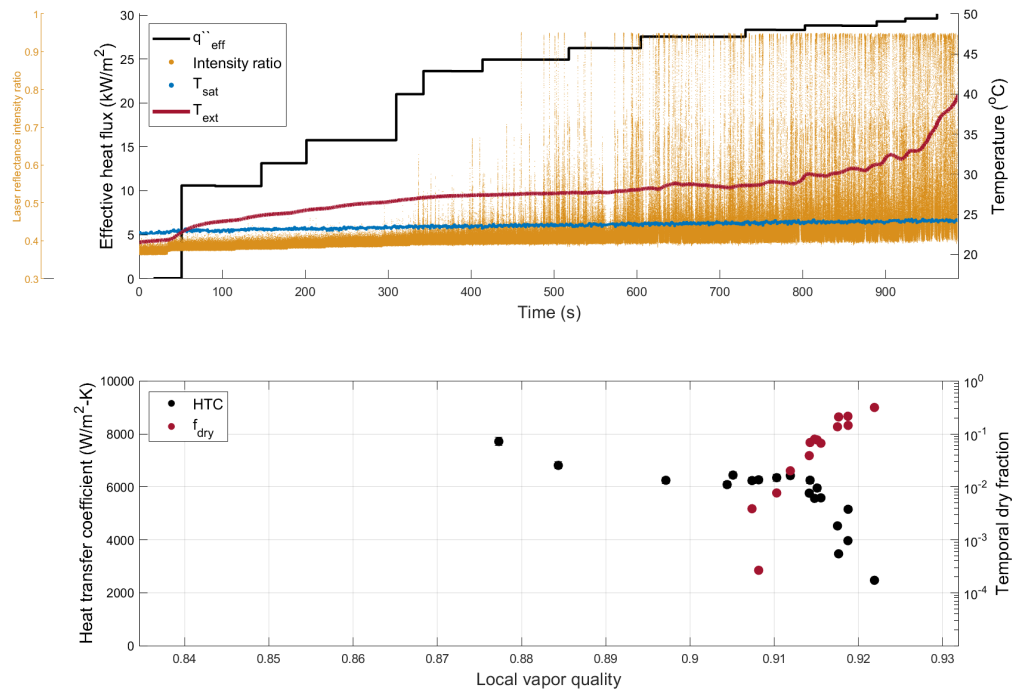 1
0.9
0.8
0.7
0.6
0.5
0.4
0.3
Laser reflectance intensity ratio
30
25
20
15
10
5
0
Effective heat flux (kW/m²)
q``eff
Intensity ratio
Tsat
Text
50
45
40
35
30
25
20
Temperature (°C)
0 100 200 300 400 500 600 700 800 900
Time (s)
10000
8000
6000
4000
2000
0
Heat transfer coefficient (W/m²-K)
HTC
fdry
10⁰
10⁻¹
10⁻²
10⁻³
10⁻⁴
Temporal dry fraction
0.84 0.85 0.86 0.87 0.88 0.89 0.9 0.91 0.92 0.93
Local vapor quality